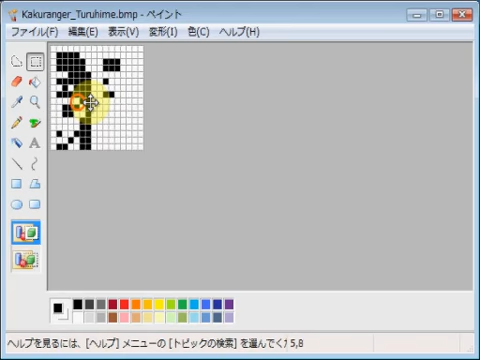 Kakuranger_Turuhime.bmp - ペイント
ファイル(F) 編集(E) 表示(V) 変形(I) 色(C) ヘルプ(H)
A
ヘルプを見るには、[ヘルプ] メニューの [トピックの検索] を選んでく 15,8